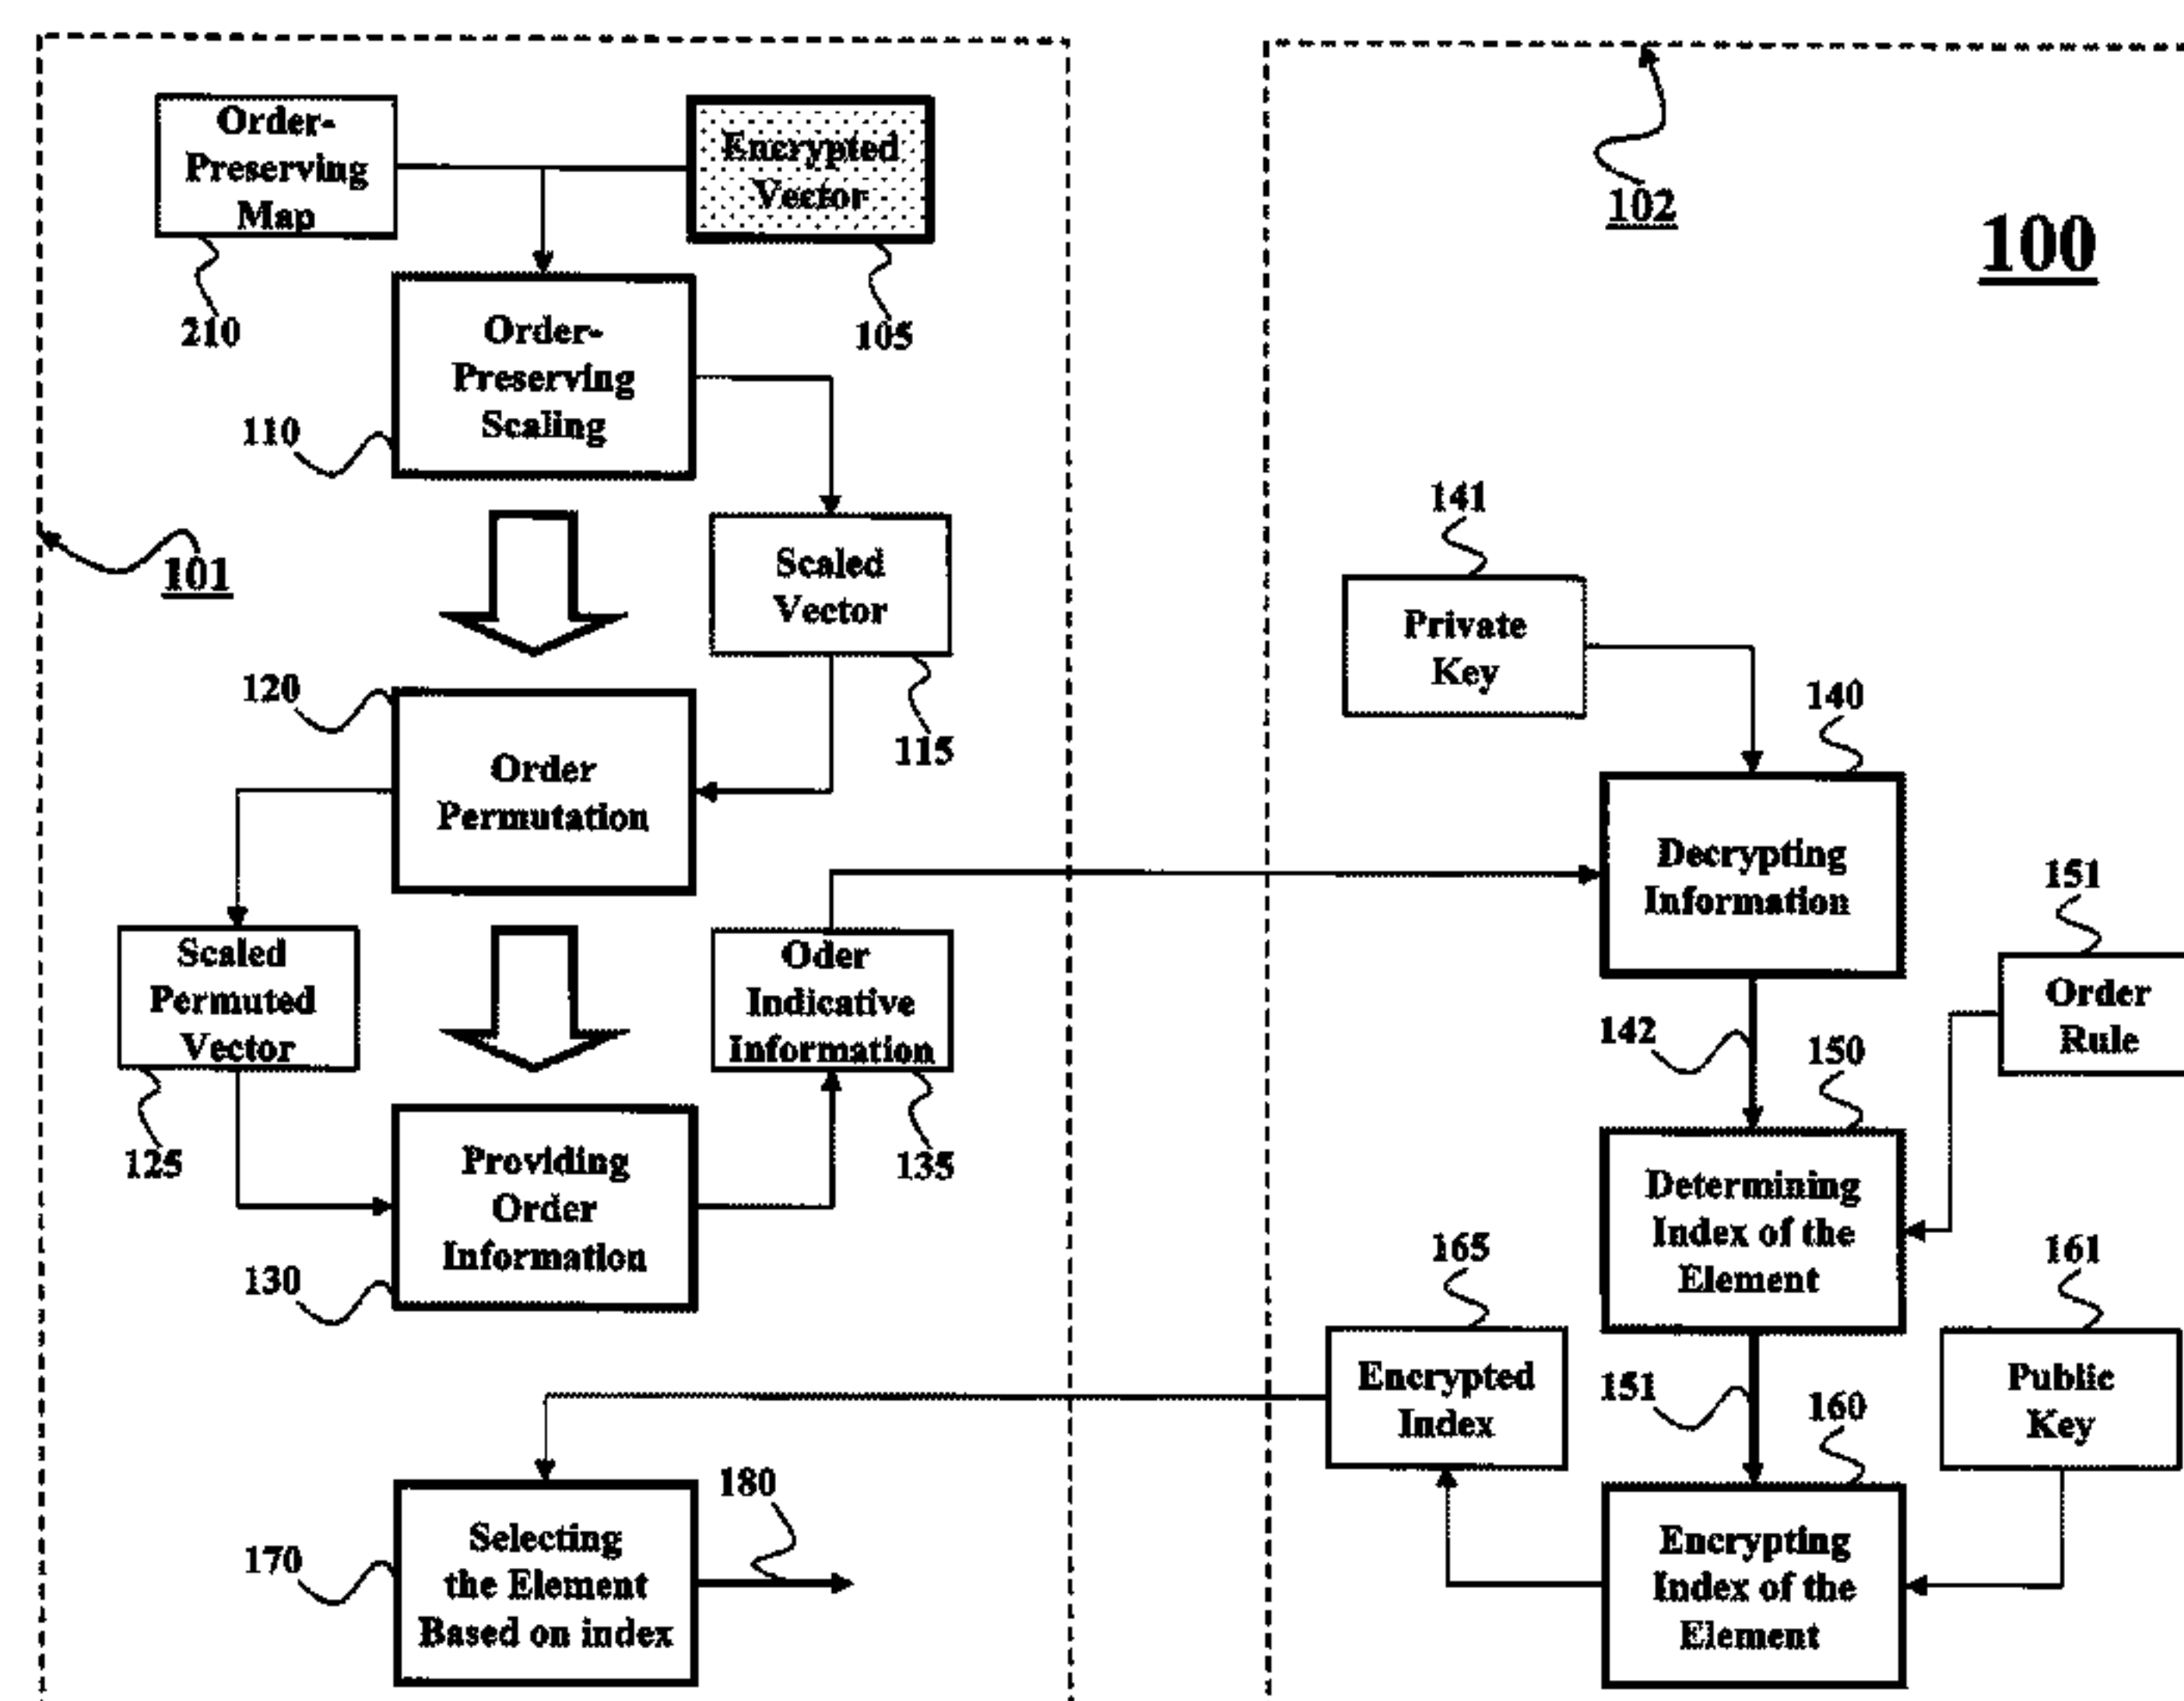 Order-
Preserving
Map
210
Encrypted
Vector
105
102
100
Order-
Preserving
Scaling
110
101
Scaled
Vector
115
141
Private
Key
120
Order
Permutation
140
Decrypting
Information
151
Order
Rule
Scaled
Permuted
Vector
125
Oder
Indicative
Information
135
142
150
Providing
Order
Information
130
Determining
Index of the
Element
165
Encrypted
Index
161
Public
Key
151
160
Encrypting
Index of the
Element
170
Selecting
the Element
Based on index
180